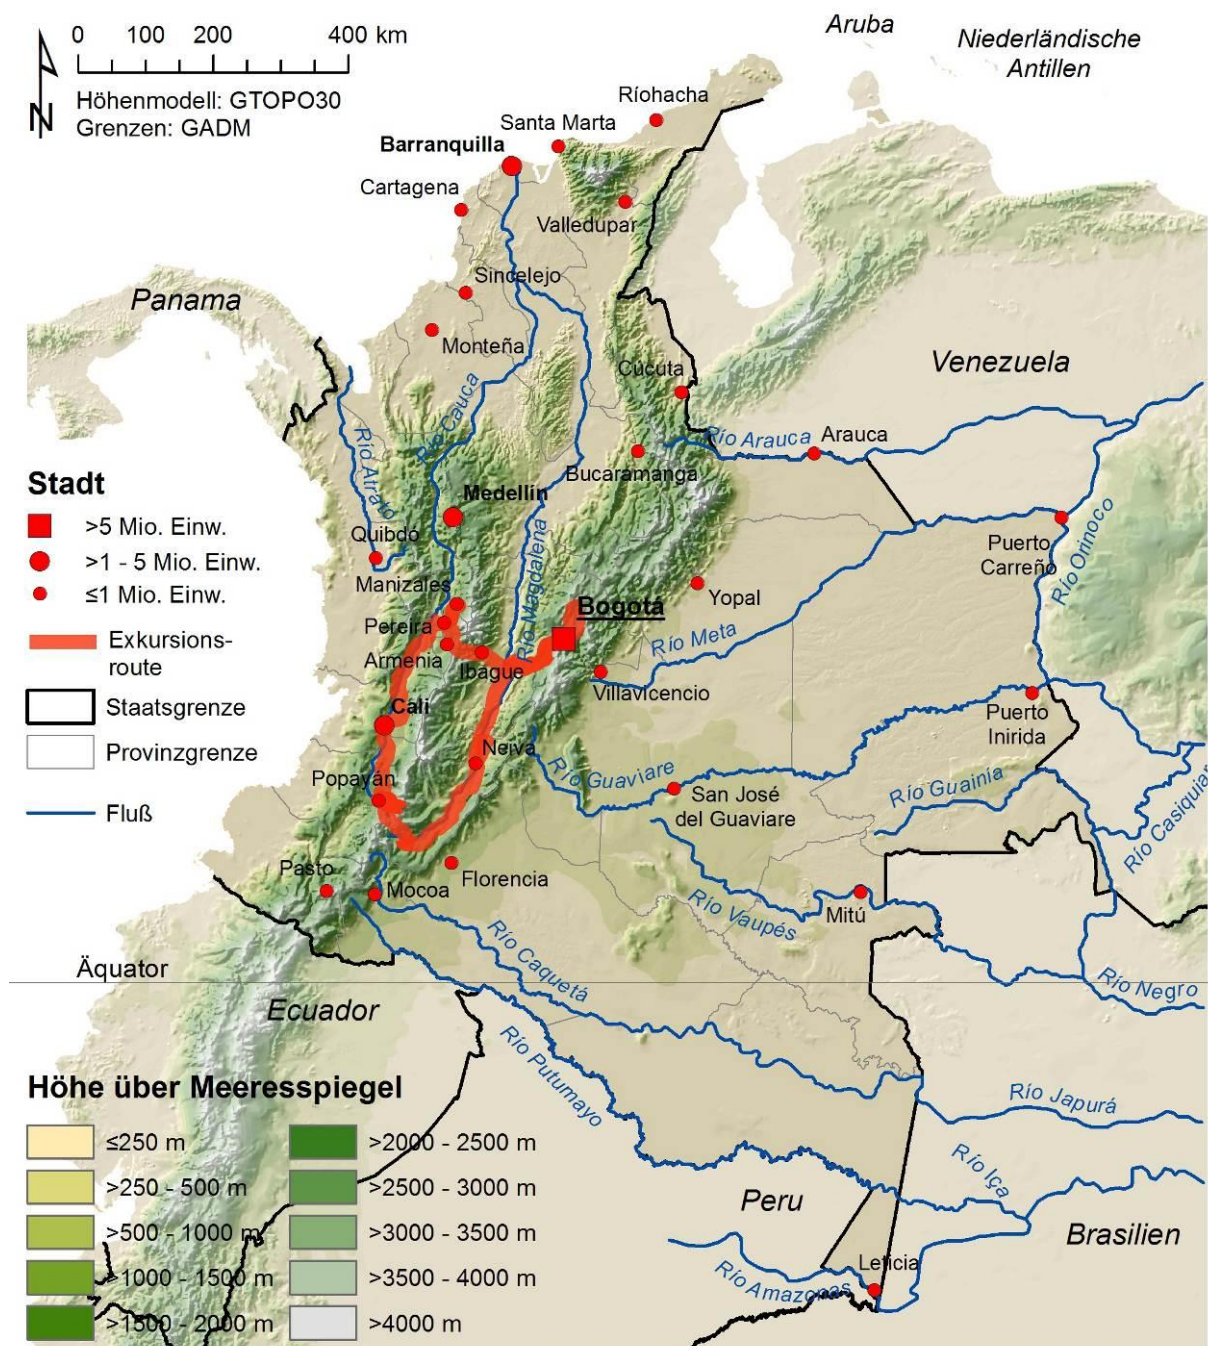 0 100 200 400 km
N
Höhenmodell: GTOPO30
Grenzen: GADM
Aruba
Niederländische
Antillen
Ríohacha
Santa Marta
Barranquilla
Cartagena
Valledupar
Sincelejo
Panama
Monteña
Cúcuta
Venezuela
Río Cauca
Río Atrato
Río Arauca
Arauca
Bucaramanga
Medellín
Quibdó
Manizales
Río Magdalena
Puerto
Carreño
Río Orinoco
Yopal
Bogotá
Pereira
Armenia
Ibague
Río Meta
Villavicencio
Cali
Puerto
Inirida
Neiva
Popayán
Río Guaviare
San José
del Guaviare
Río Guainía
Río Casiquiare
Pasto
Mocoa
Florencia
Río Vaupés
Mitú
Río Caquetá
Äquator
Río Negro
Ecuador
Río Putumayo
Río Japurá
Río Iça
Peru
Brasilien
Leticia
Río Amazonas
Stadt
>5 Mio. Einw.
>1 - 5 Mio. Einw.
≤1 Mio. Einw.
Exkursions-
route
Staatsgrenze
Provinzgrenze
Fluß
Höhe über Meeresspiegel
≤250 m
>250 - 500 m
>500 - 1000 m
>1000 - 1500 m
>1500 - 2000 m
>2000 - 2500 m
>2500 - 3000 m
>3000 - 3500 m
>3500 - 4000 m
>4000 m